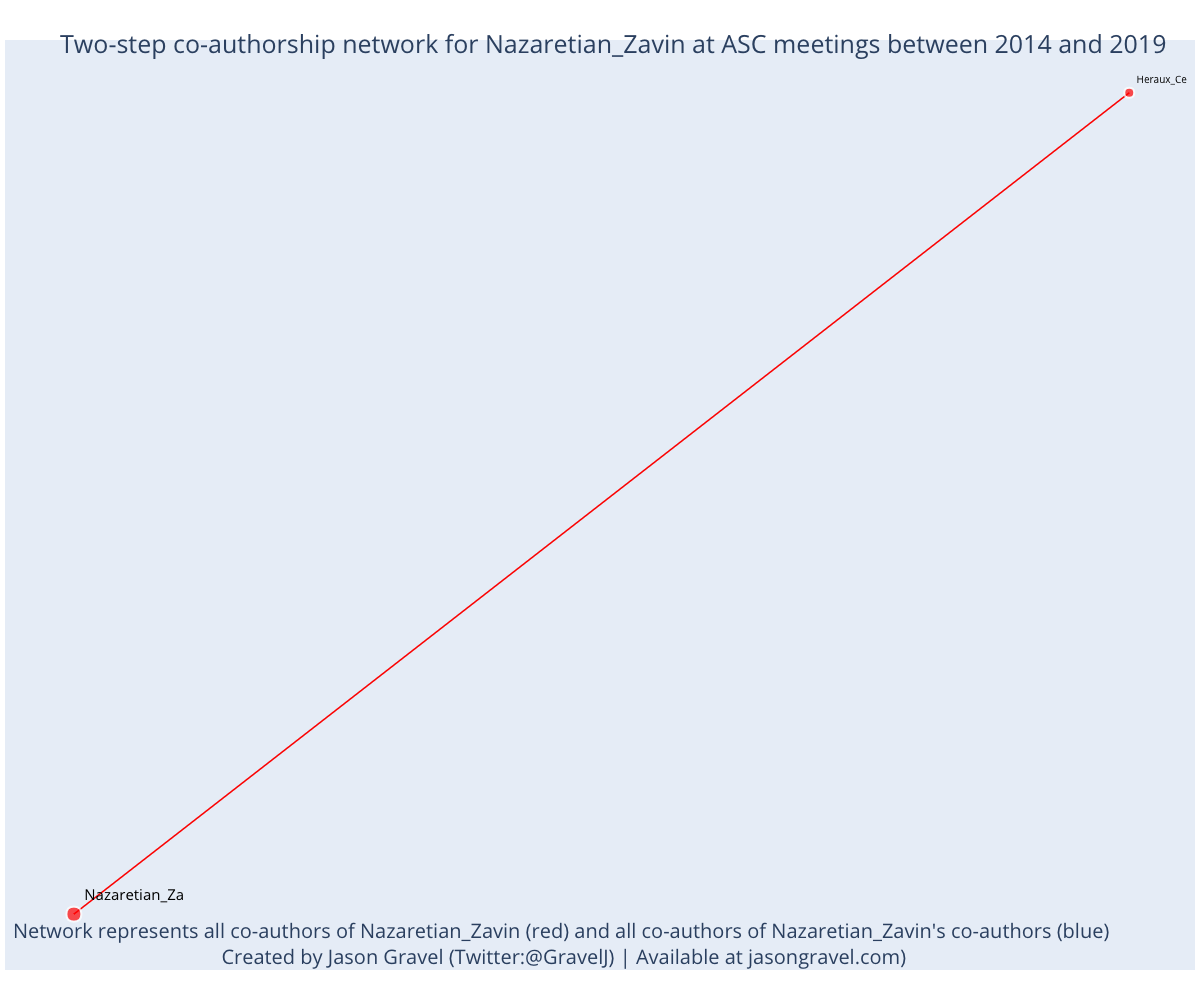 Two-step co-authorship network for Nazaretian_Zavin at ASC meetings between 2014 and 2019
Heraux_Ce
Nazaretian_Za
Network represents all co-authors of Nazaretian_Zavin (red) and all co-authors of Nazaretian_Zavin's co-authors (blue)
Created by Jason Gravel (Twitter:@GravelJ) | Available at jasongravel.com)